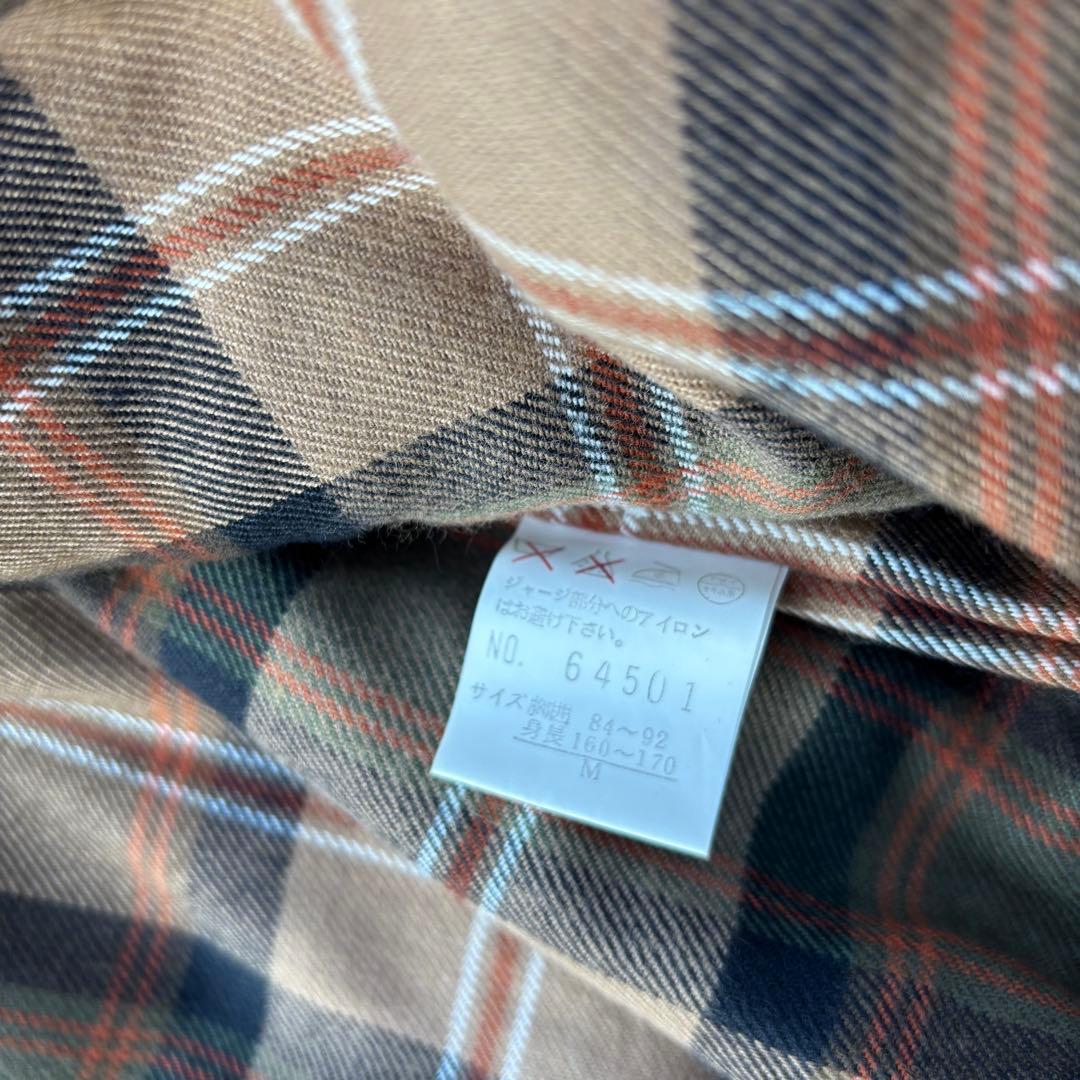 ジャージ部分へのアイロン
はお避け下さい。
NO. 64501
サイズ 胸囲 84～92
身長 160～170
M